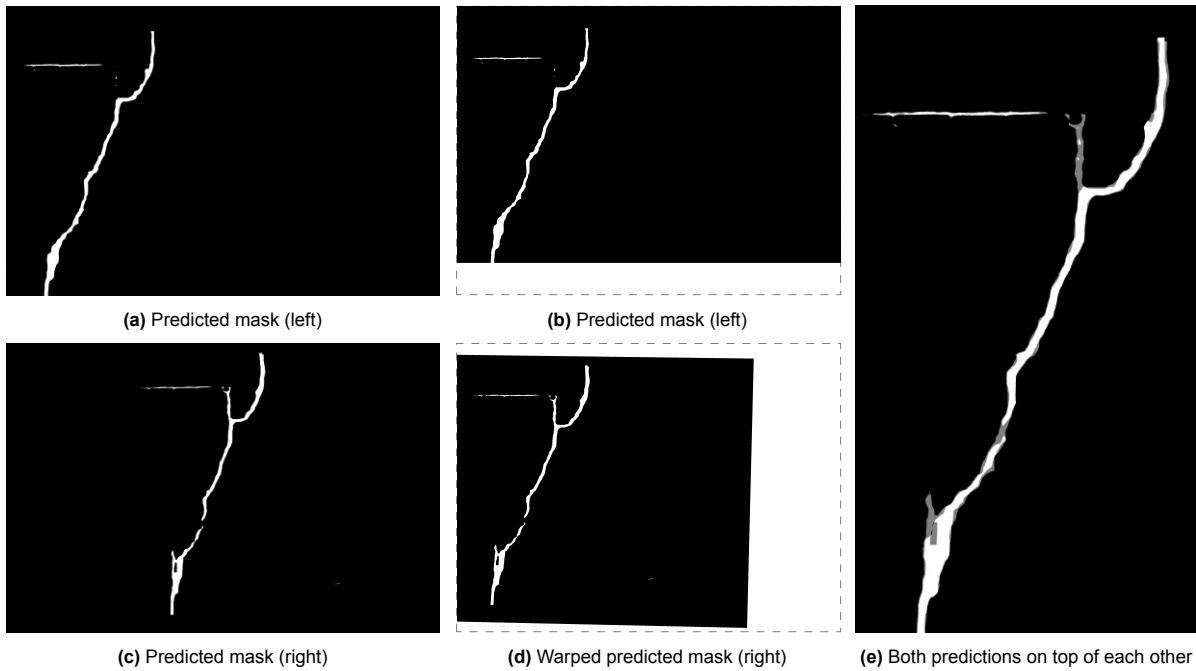 (a) Predicted mask (left)
(b) Predicted mask (left)
(c) Predicted mask (right)
(d) Warped predicted mask (right)
(e) Both predictions on top of each other